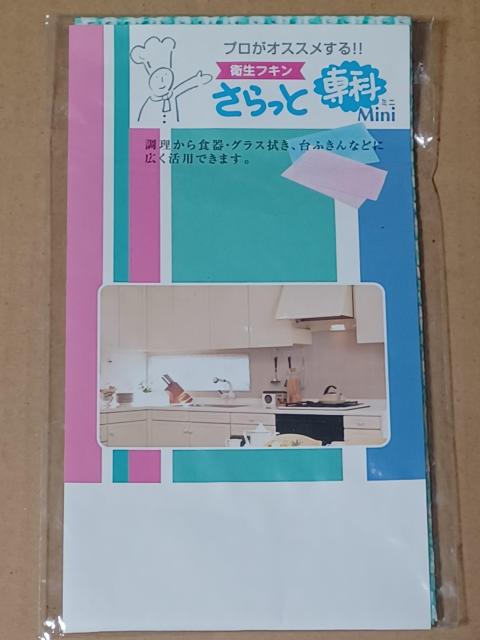 プロがオススメする!!
衛生フキン
さらっと専科
ミニ
Mini
調理から食器・グラス拭き、台ふきんなどに
広く活用できます。